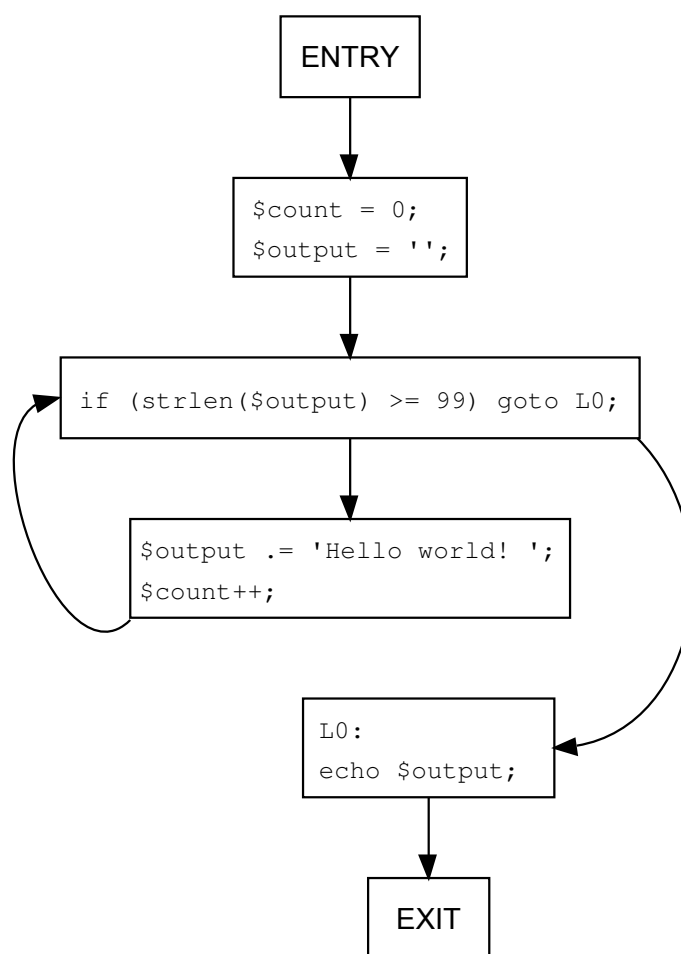 ENTRY
$count = 0;
$output = '';
if (strlen($output) >= 99) goto L0;
$output .= 'Hello world! ';
$count++;
L0:
echo $output;
EXIT